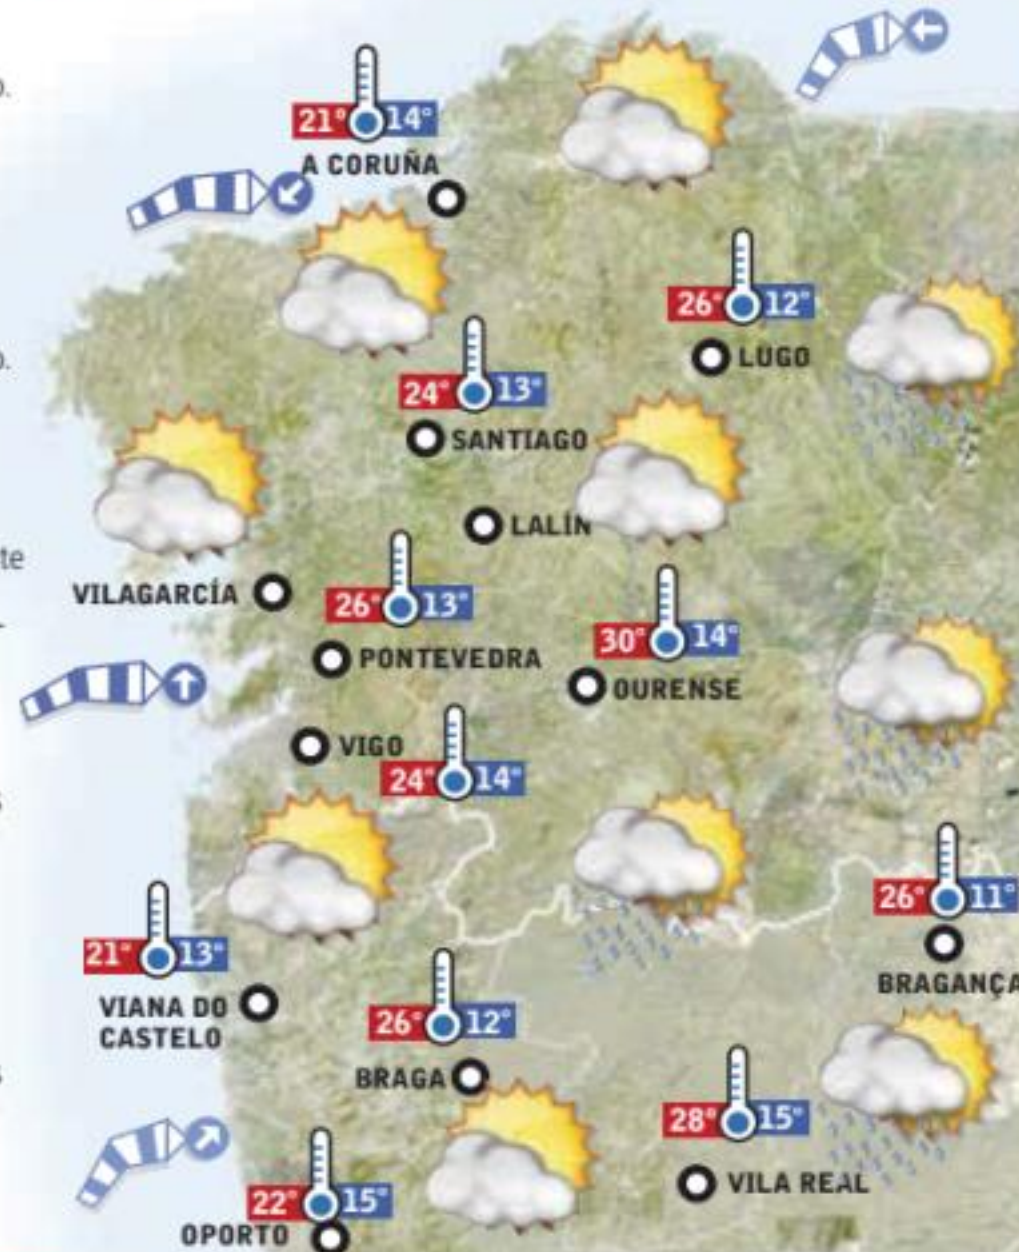 o.
21° 14°
A CORUÑA
26° 12°
LUGO
o.
24° 13°
SANTIAGO
LALÍN
te
VILAGARCÍA
26° 13°
PONTEVEDRA
30° 14°
OURENSE
VIGO
24° 14°
s
26° 11°
BRAGANÇA
21° 13°
VIANA DO
CASTELO
26° 12°
BRAGA
s
28° 15°
VILA REAL
22° 15°
OPORTO